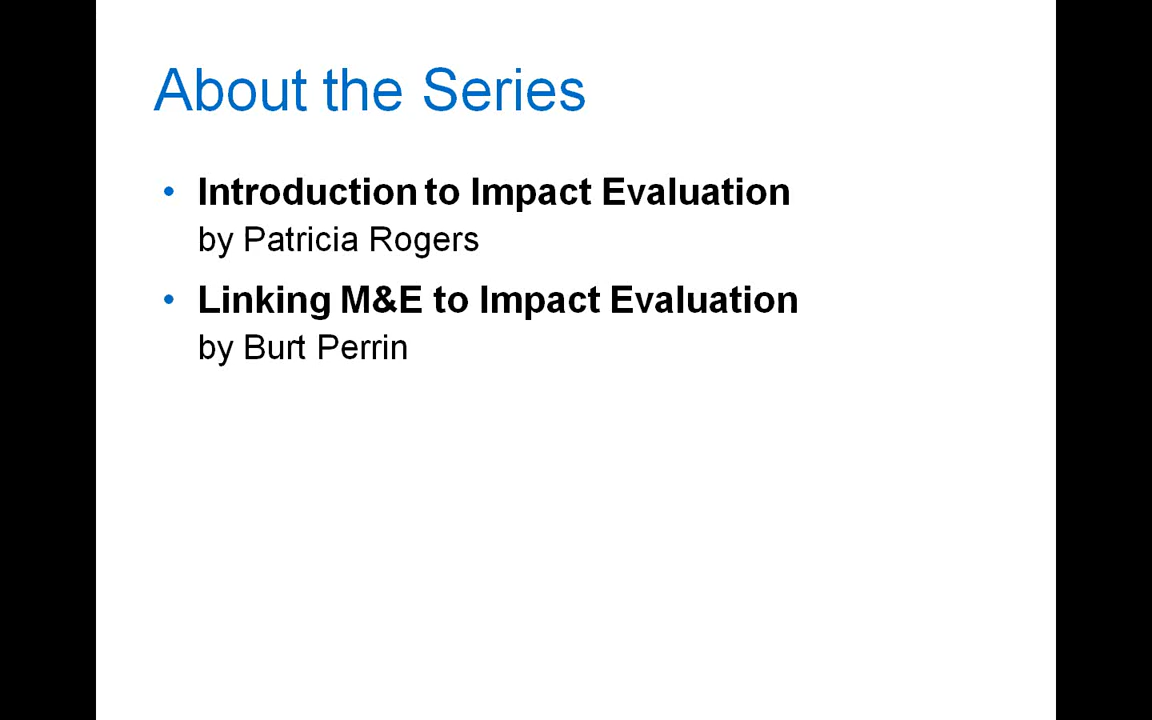 About the Series
• Introduction to Impact Evaluation
by Patricia Rogers
• Linking M&E to Impact Evaluation
by Burt Perrin